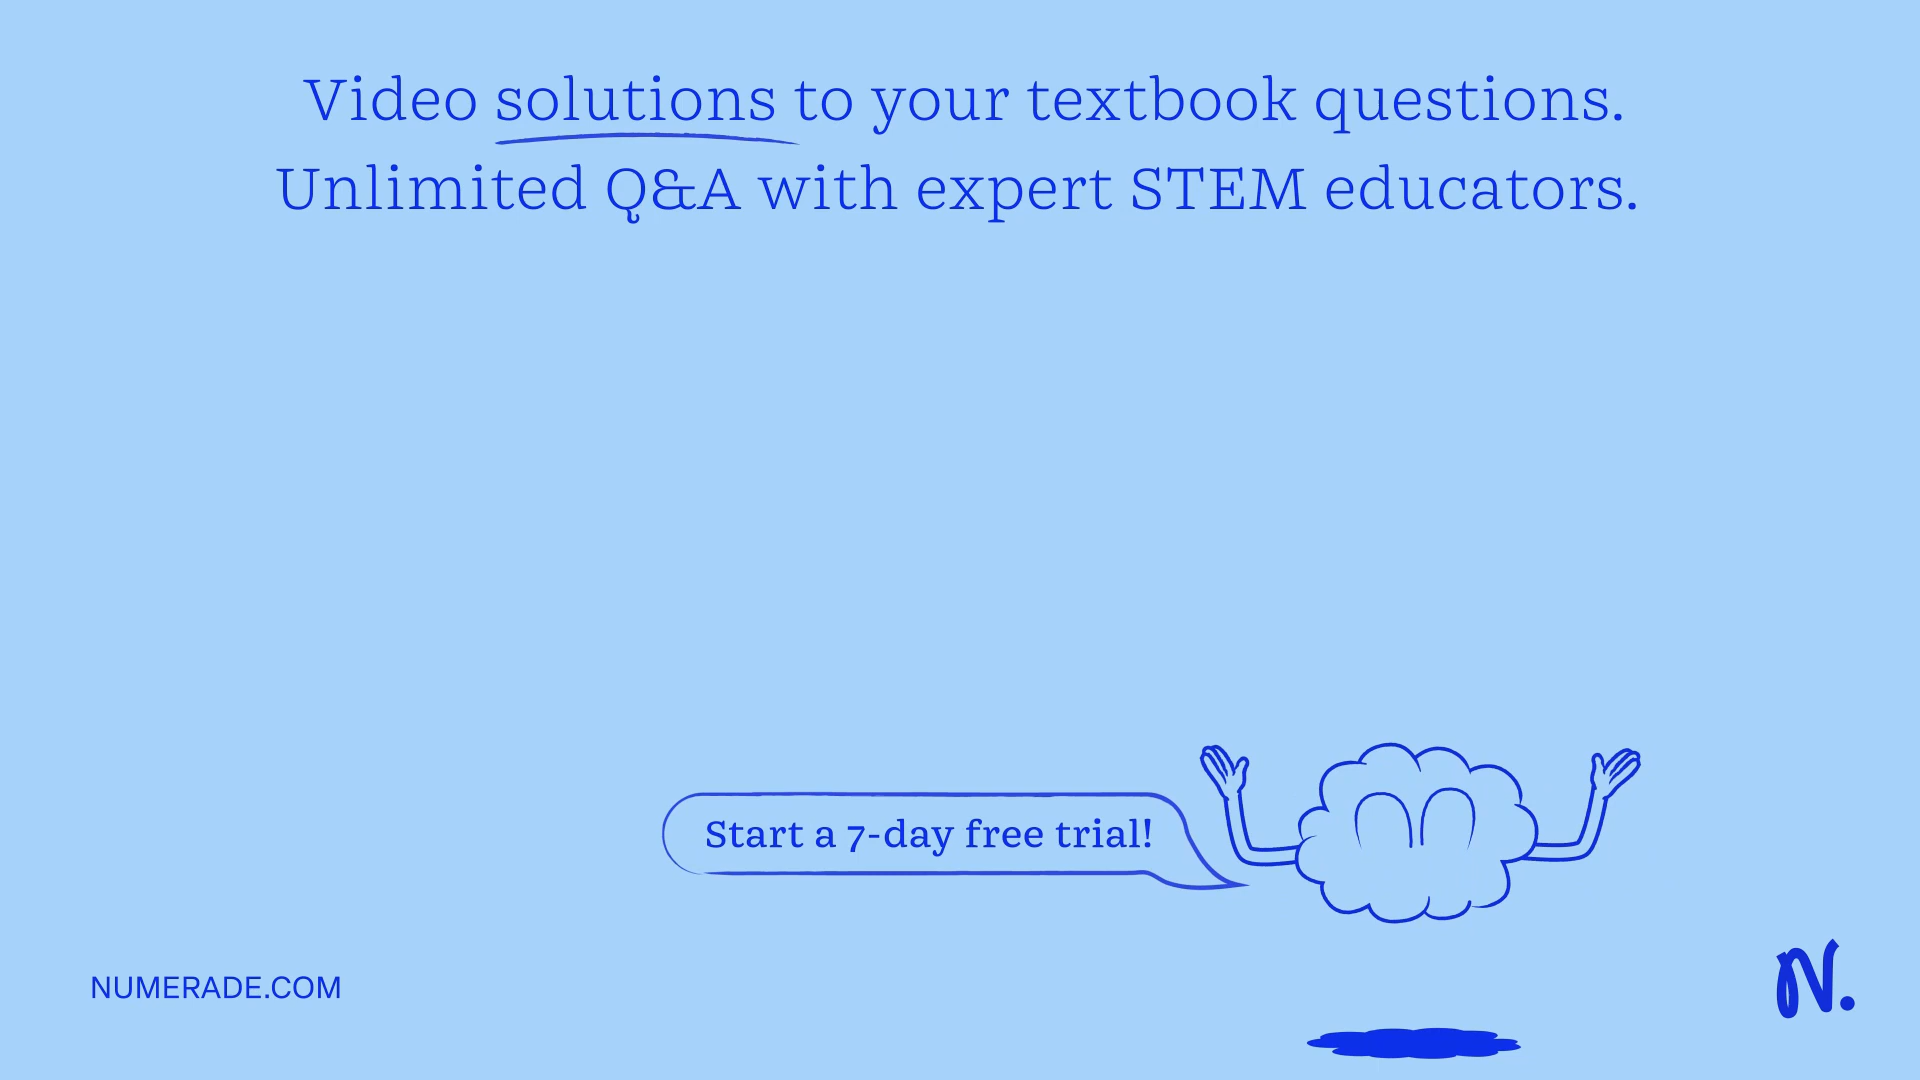 Video solutions to your textbook questions.
Unlimited Q&A with expert STEM educators.
Start a 7-day free trial!
NUMERADE.COM
N.